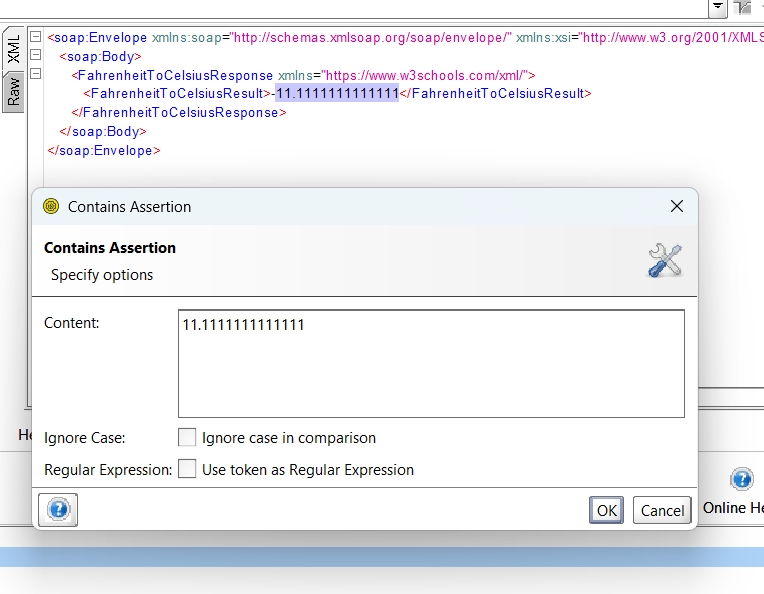 XML
Raw
<soap:Envelope xmlns:soap="http://schemas.xmlsoap.org/soap/envelope/" xmlns:xsi="http://www.w3.org/2001/XMLS
<soap:Body>
<FahrenheitToCelsiusResponse xmlns="https://www.w3schools.com/xml/">
<FahrenheitToCelsiusResult>-11.1111111111111</FahrenheitToCelsiusResult>
</FahrenheitToCelsiusResponse>
</soap:Body>
</soap:Envelope>
Contains Assertion
Contains Assertion
Specify options
Content:
11.1111111111111
He
Ignore Case:
Ignore case in comparison
Regular Expression:
Use token as Regular Expression
OK
Cancel
Online He